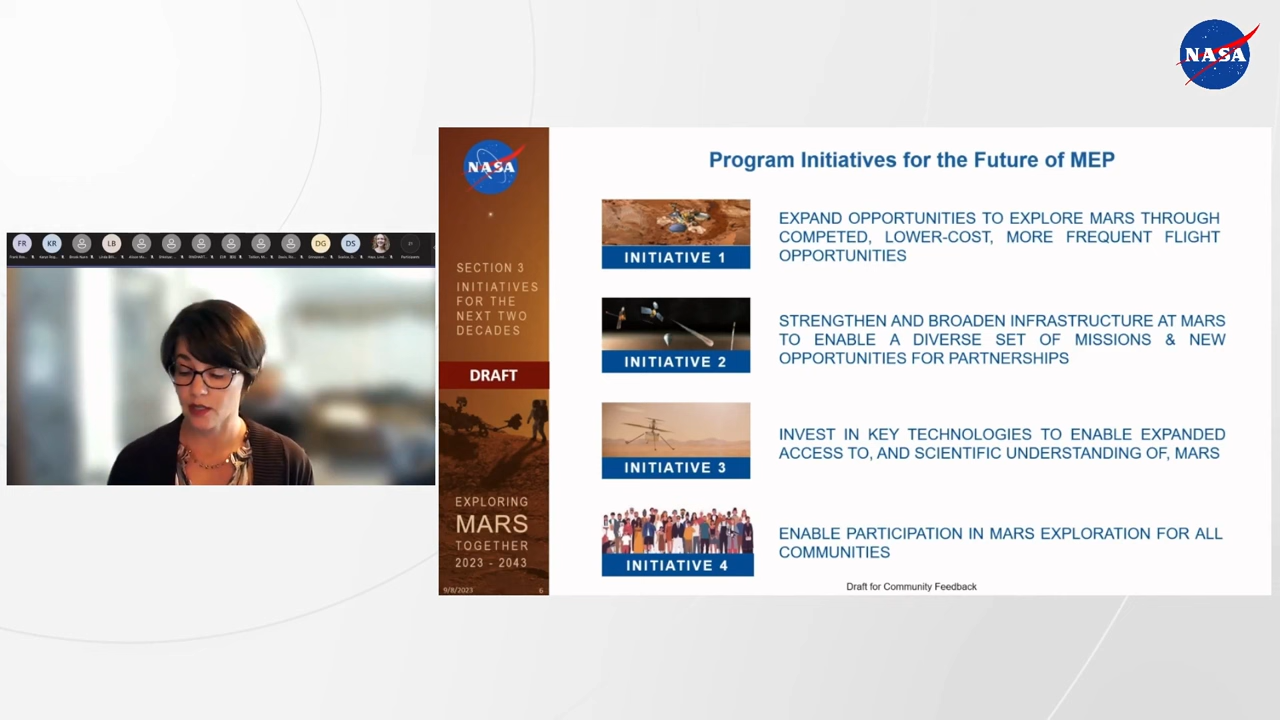 NASA
FR KR LB DG DS
NASA
SECTION 3
INITIATIVES
FOR THE
NEXT TWO
DECADES
DRAFT
EXPLORING
MARS
TOGETHER
2023 - 2043
9/8/2023 6
Program Initiatives for the Future of MEP
INITIATIVE 1
EXPAND OPPORTUNITIES TO EXPLORE MARS THROUGH
COMPETED, LOWER-COST, MORE FREQUENT FLIGHT
OPPORTUNITIES
INITIATIVE 2
STRENGTHEN AND BROADEN INFRASTRUCTURE AT MARS
TO ENABLE A DIVERSE SET OF MISSIONS & NEW
OPPORTUNITIES FOR PARTNERSHIPS
INITIATIVE 3
INVEST IN KEY TECHNOLOGIES TO ENABLE EXPANDED
ACCESS TO, AND SCIENTIFIC UNDERSTANDING OF, MARS
INITIATIVE 4
ENABLE PARTICIPATION IN MARS EXPLORATION FOR ALL
COMMUNITIES
Draft for Community Feedback